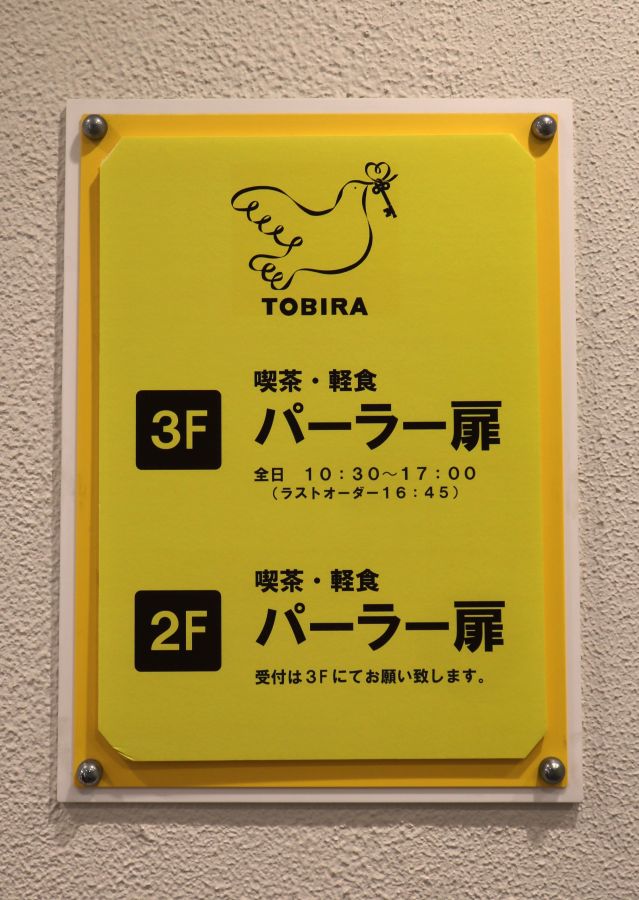 TOBIRA
喫茶・軽食
3F パーラー扉
全日　１０：３０～１７：００
（ラストオーダー１６：４５）
喫茶・軽食
2F パーラー扉
受付は３Ｆにてお願い致します。